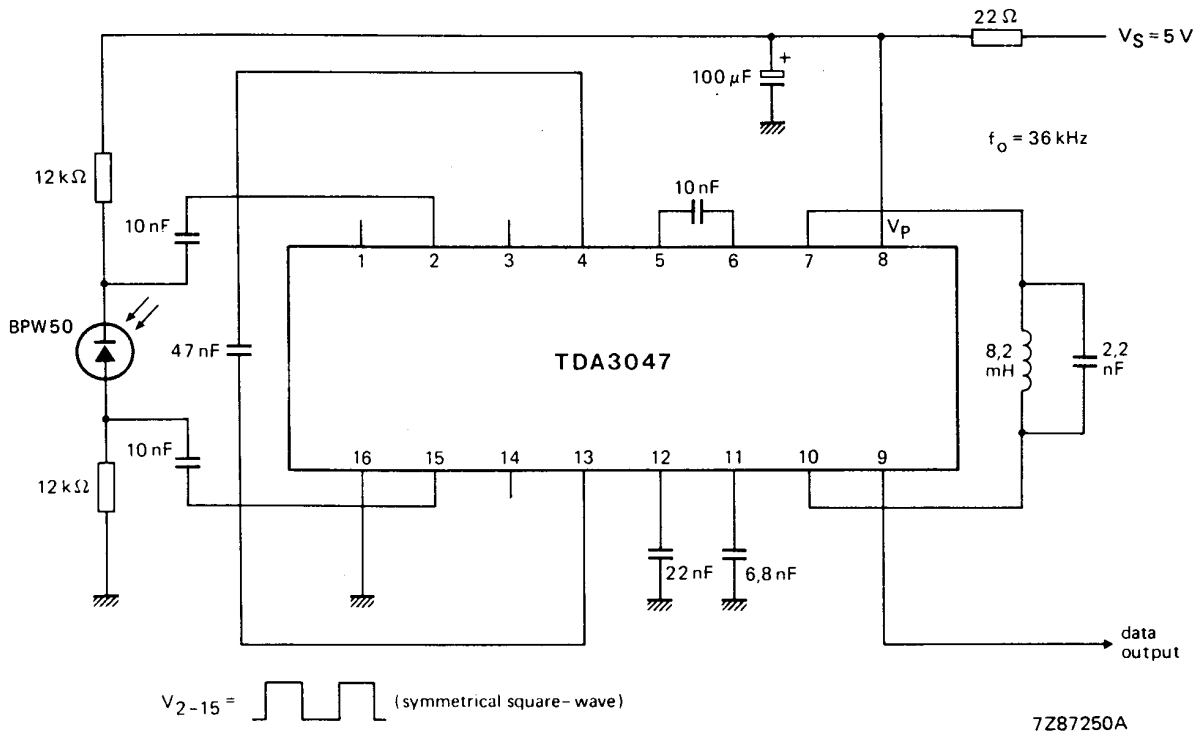 22 Ω
V_S = 5 V
100 µF
+
f_o = 36 kHz
12 kΩ
10 nF
10 nF
V_P
1 2 3 4 5 6 7 8
BPW50
47 nF
TDA3047
8,2 mH
2,2 nF
10 nF
16 15 14 13 12 11 10 9
12 kΩ
22 nF
6,8 nF
data output
V_2-15 = (symmetrical square-wave)
7Z87250A